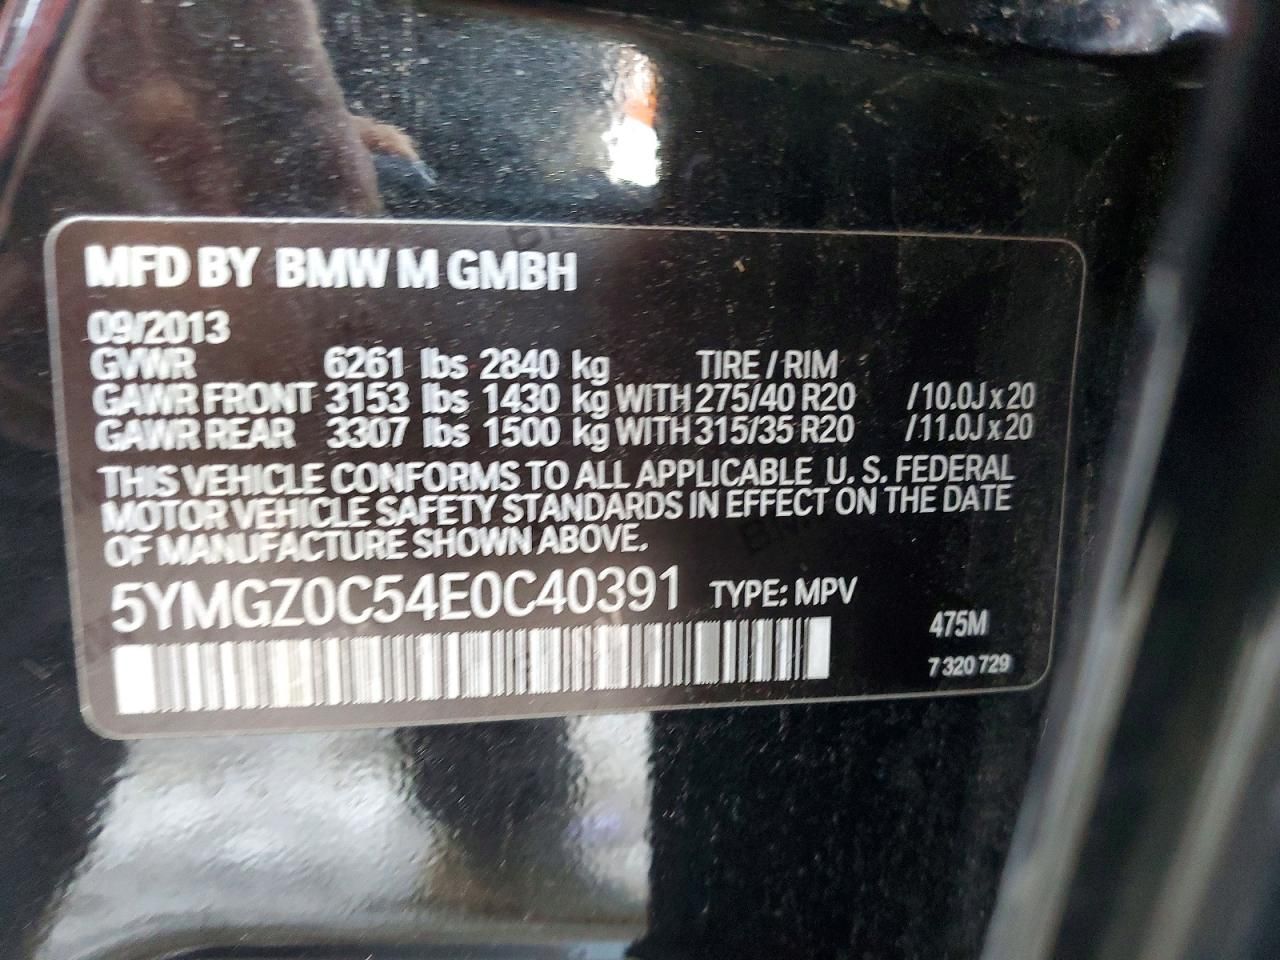 MFD BY BMW M GMBH
09/2013
GVWR 6261 lbs 2840 kg TIRE / RIM
GAWR FRONT 3153 lbs 1430 kg WITH 275/40 R20 /10.0J x 20
GAWR REAR 3307 lbs 1500 kg WITH 315/35 R20 /11.0J x 20
THIS VEHICLE CONFORMS TO ALL APPLICABLE U. S. FEDERAL
MOTOR VEHICLE SAFETY STANDARDS IN EFFECT ON THE DATE
OF MANUFACTURE SHOWN ABOVE.
5YMGZ0C54E0C40391 TYPE: MPV
475M
7 320 729